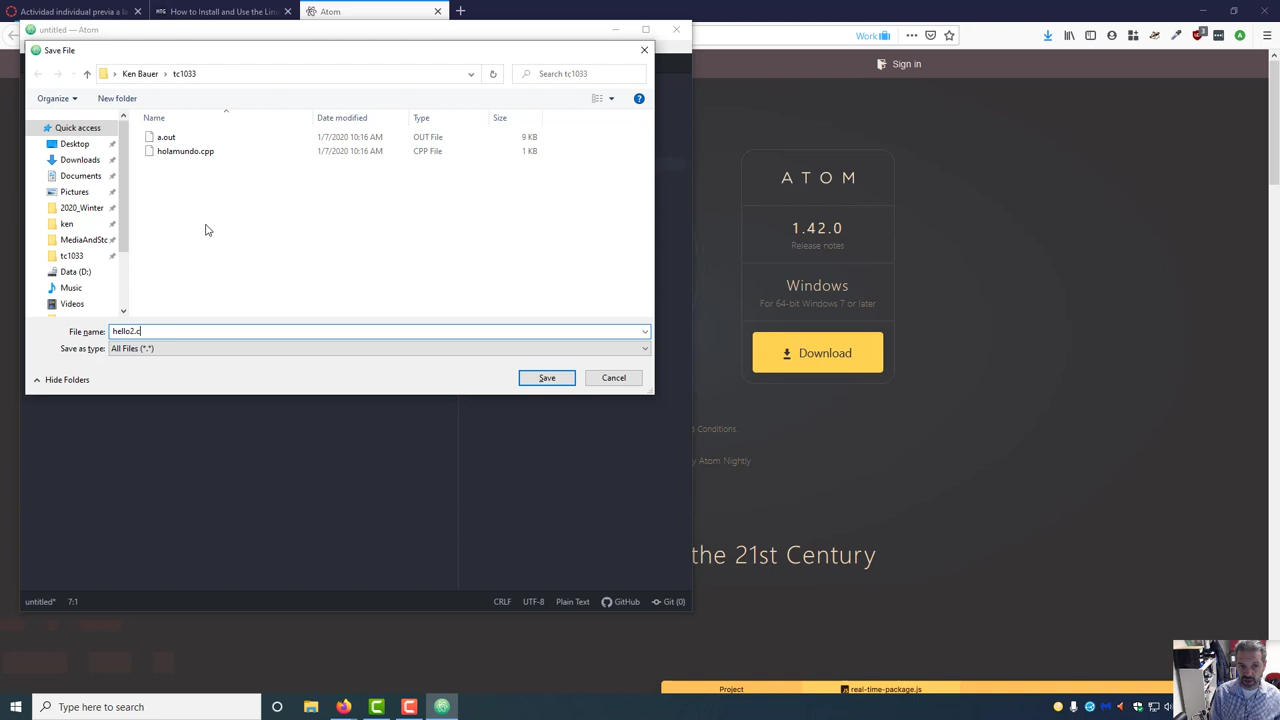 Actividad individual previa a la
How to Install and Use the Linu
Atom
untitled — Atom
Work
Save File
Sign in
Ken Bauer
tc1033
Search tc1033
Organize
New folder
Name
Date modified
Type
Size
Quick access
a.out
1/7/2020 10:16 AM
OUT File
9 KB
Desktop
holamundo.cpp
1/7/2020 10:16 AM
CPP File
1 KB
Downloads
Documents
Pictures
2020_Winter
ken
MediaAndStc
tc1033
Data (D:)
Music
Videos
File name:
hello2.c
Save as type:
All Files (*.*)
Hide Folders
Save
Cancel
ATOM
1.42.0
Release notes
Windows
For 64-bit Windows 7 or later
Download
d Conditions.
y Atom Nightly
the 21st Century
untitled*
7:1
CRLF
UTF-8
Plain Text
GitHub
Git (0)
Project
real-time-package.js
Type here to search